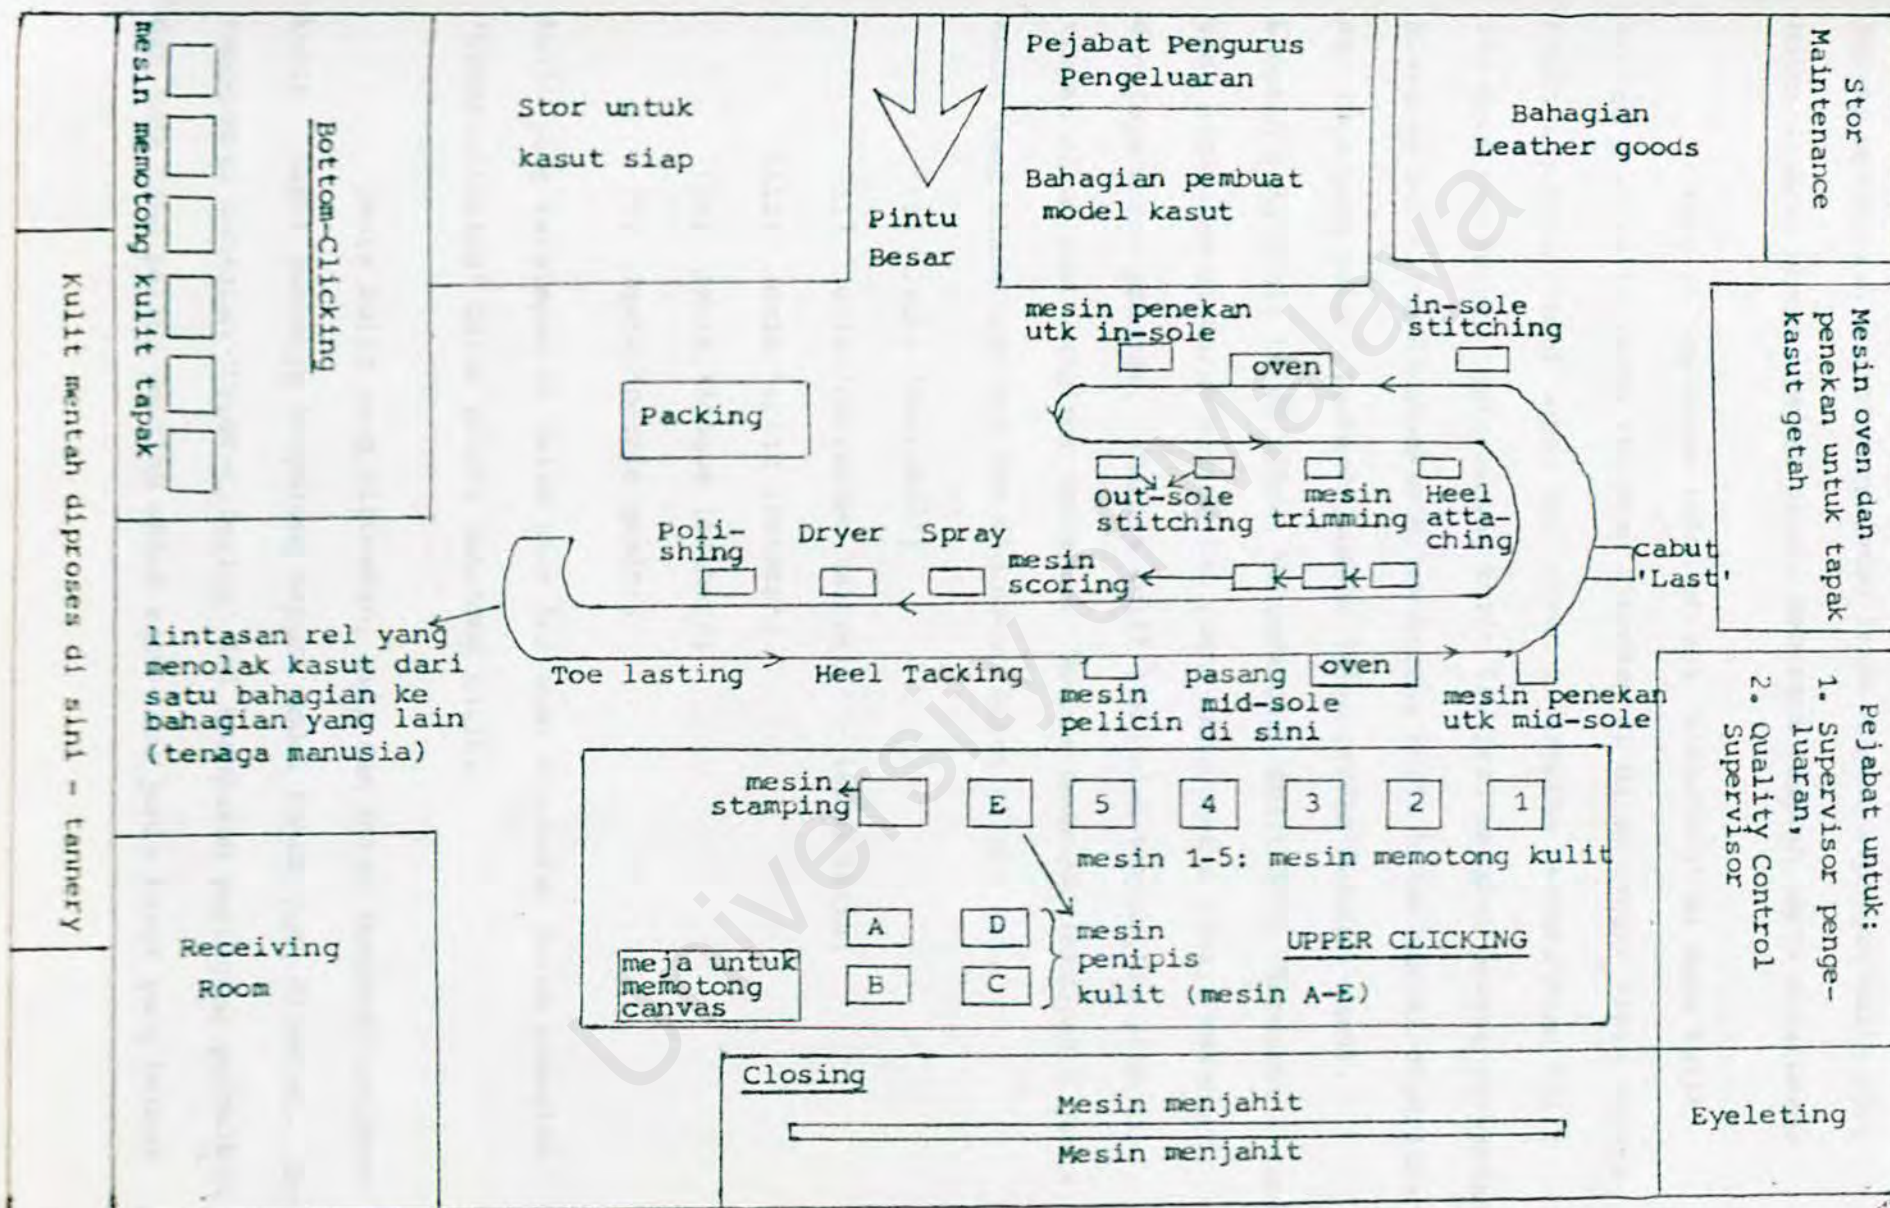 mesin memotong kulit tapak
Bottom-Clicking
Kulit mentah diproses di sini - tannery
Stor untuk
kasut siap
Pintu
Besar
Pejabat Pengurus
Pengeluaran
Bahagian pembuat
model kasut
Bahagian
Leather goods
Stor
Maintenance
Mesin oven dan
penekan untuk tapak
kasut getah
mesin penekan
utk in-sole
oven
in-sole
stitching
Packing
Out-sole
stitching
mesin
trimming
Heel
atta-
ching
cabut
'Last'
Poli-
shing
Dryer
Spray
mesin
scoring
lintasan rel yang
menolak kasut dari
satu bahagian ke
bahagian yang lain
(tenaga manusia)
Toe lasting
Heel Tacking
mesin
pelicin
pasang
mid-sole
di sini
oven
mesin penekan
utk mid-sole
Pejabat untuk:
1. Supervisor penge-
luaran,
2. Quality Control
Supervisor
mesin
stamping
E
5
4
3
2
1
mesin 1-5: mesin memotong kulit
A
D
B
C
mesin
penipis
kulit (mesin A-E)
UPPER CLICKING
meja untuk
memotong
canvas
Receiving
Room
Closing
Mesin menjahit
Mesin menjahit
Eyeleting
University of Malaya